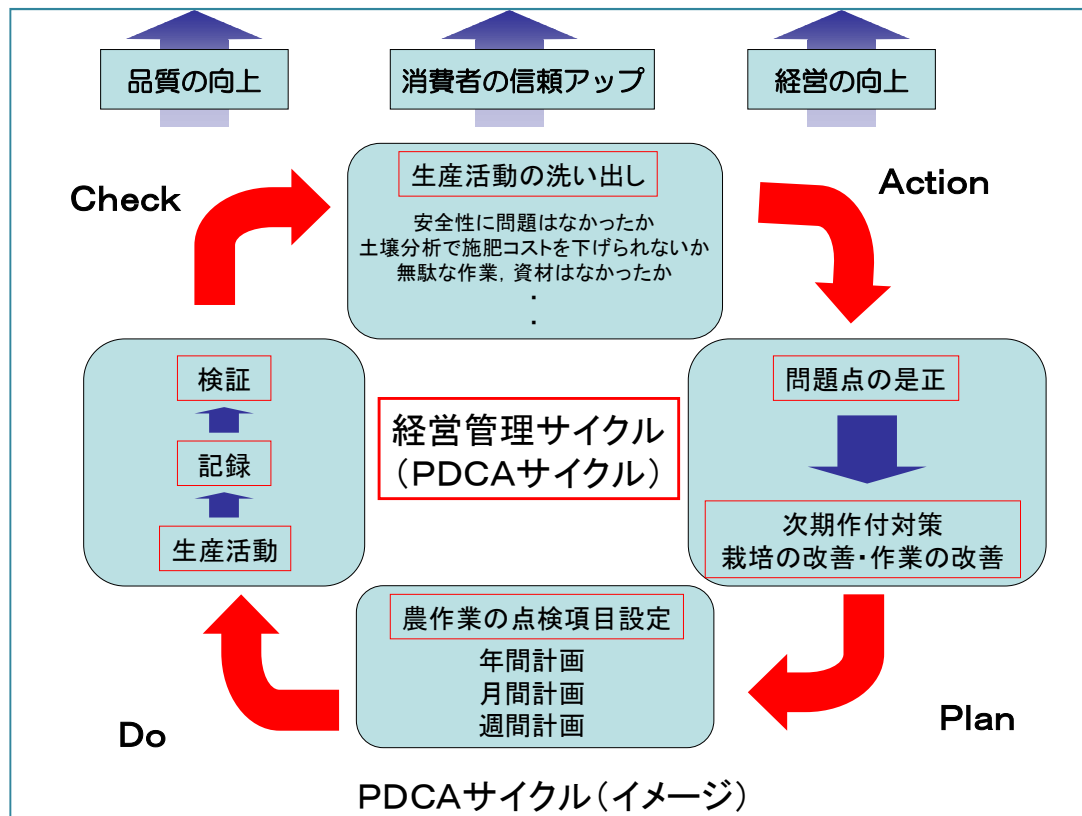 品質の向上
消費者の信頼アップ
経営の向上
Check
生産活動の洗い出し
安全性に問題はなかったか
土壌分析で施肥コストを下げられないか
無駄な作業，資材はなかったか
・
・
Action
検証
記録
生産活動
経営管理サイクル
（PDCAサイクル）
問題点の是正
次期作付対策
栽培の改善・作業の改善
農作業の点検項目設定
年間計画
月間計画
週間計画
Do
Plan
PDCAサイクル（イメージ）